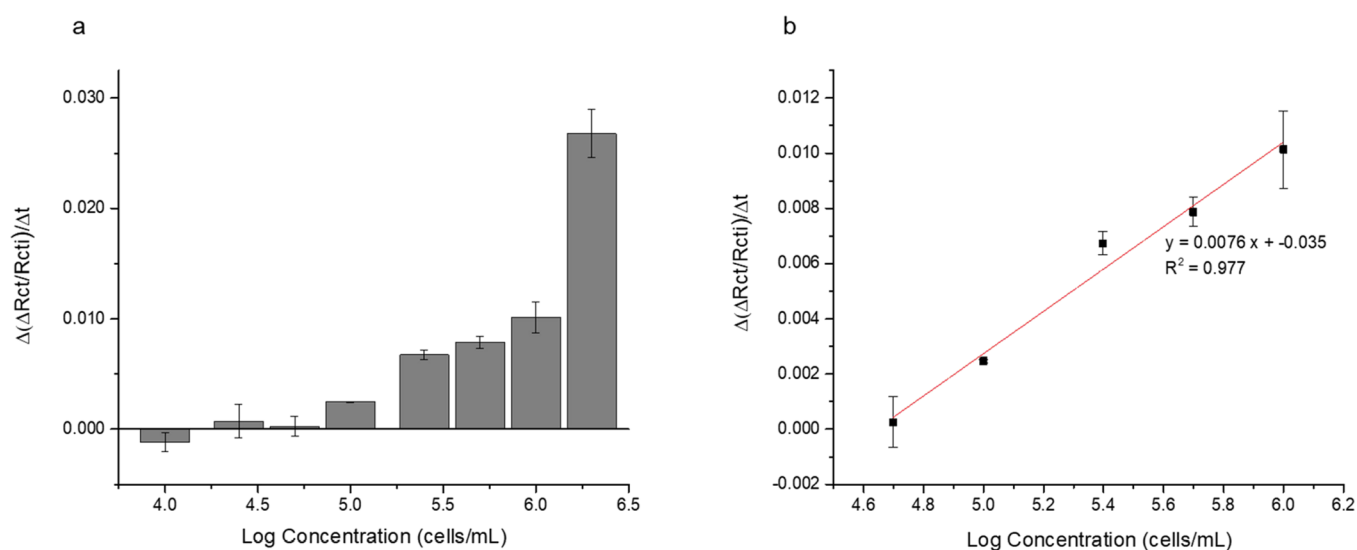 a
0.030
0.020
0.010
0.000
Δ(ΔRct/Rcti)/Δt
4.0 4.5 5.0 5.5 6.0 6.5
Log Concentration (cells/mL)
b
0.012
0.010
0.008
0.006
0.004
0.002
0.000
-0.002
Δ(ΔRct/Rcti)/Δt
y = 0.0076 x + -0.035
R² = 0.977
4.6 4.8 5.0 5.2 5.4 5.6 5.8 6.0 6.2
Log Concentration (cells/mL)